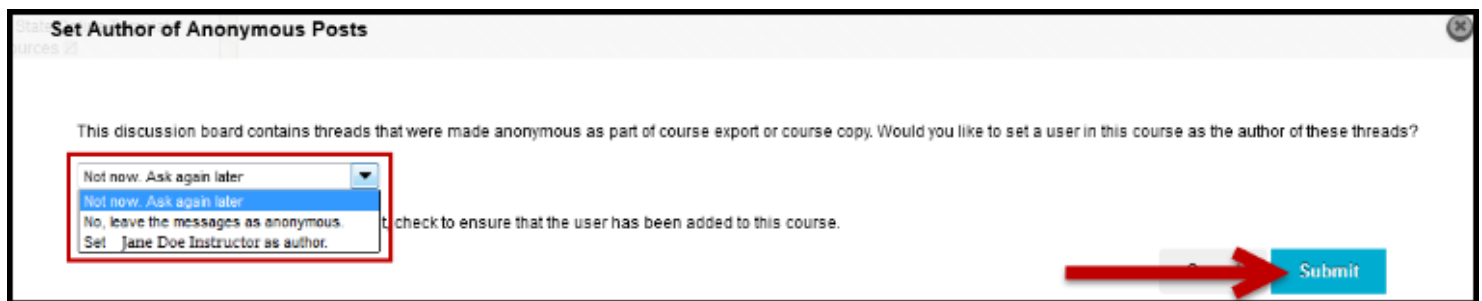 Set Author of Anonymous Posts
This discussion board contains threads that were made anonymous as part of course export or course copy. Would you like to set a user in this course as the author of these threads?
Not now. Ask again later
Not now. Ask again later
No, leave the messages as anonymous.
t, check to ensure that the user has been added to this course.
Set Jane Doe Instructor as author.
Submit